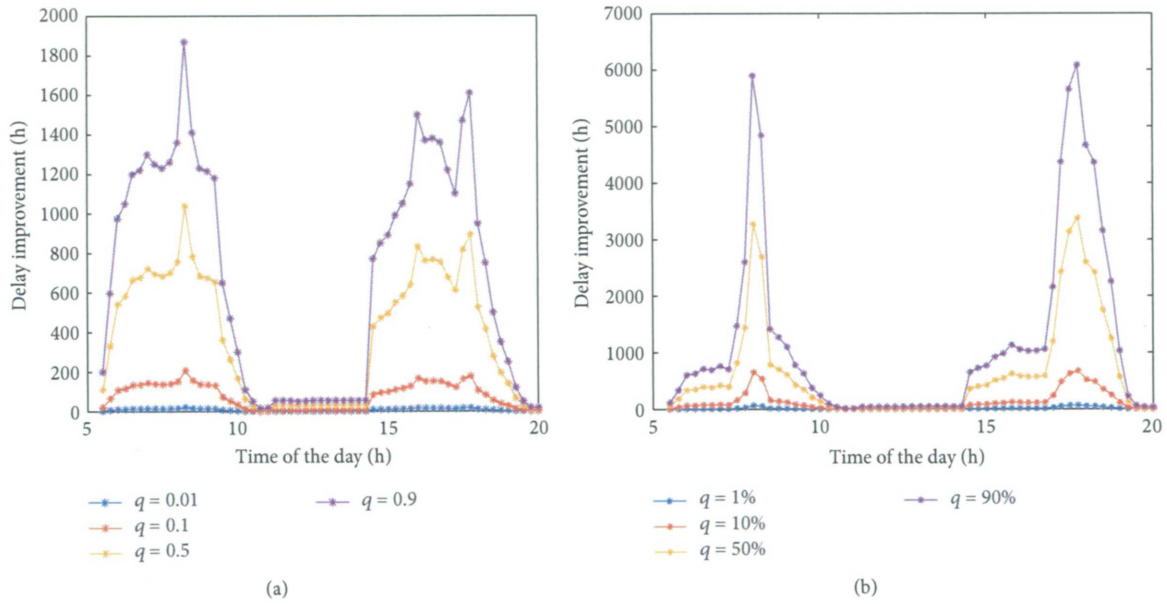 2000
1800
1600
1400
1200
1000
800
600
400
200
0
5
10
15
20
Delay improvement (h)
Time of the day (h)
q = 0.01
q = 0.1
q = 0.5
q = 0.9
(a)
7000
6000
5000
4000
3000
2000
1000
0
5
10
15
20
Delay improvement (h)
Time of the day (h)
q = 1%
q = 10%
q = 50%
q = 90%
(b)